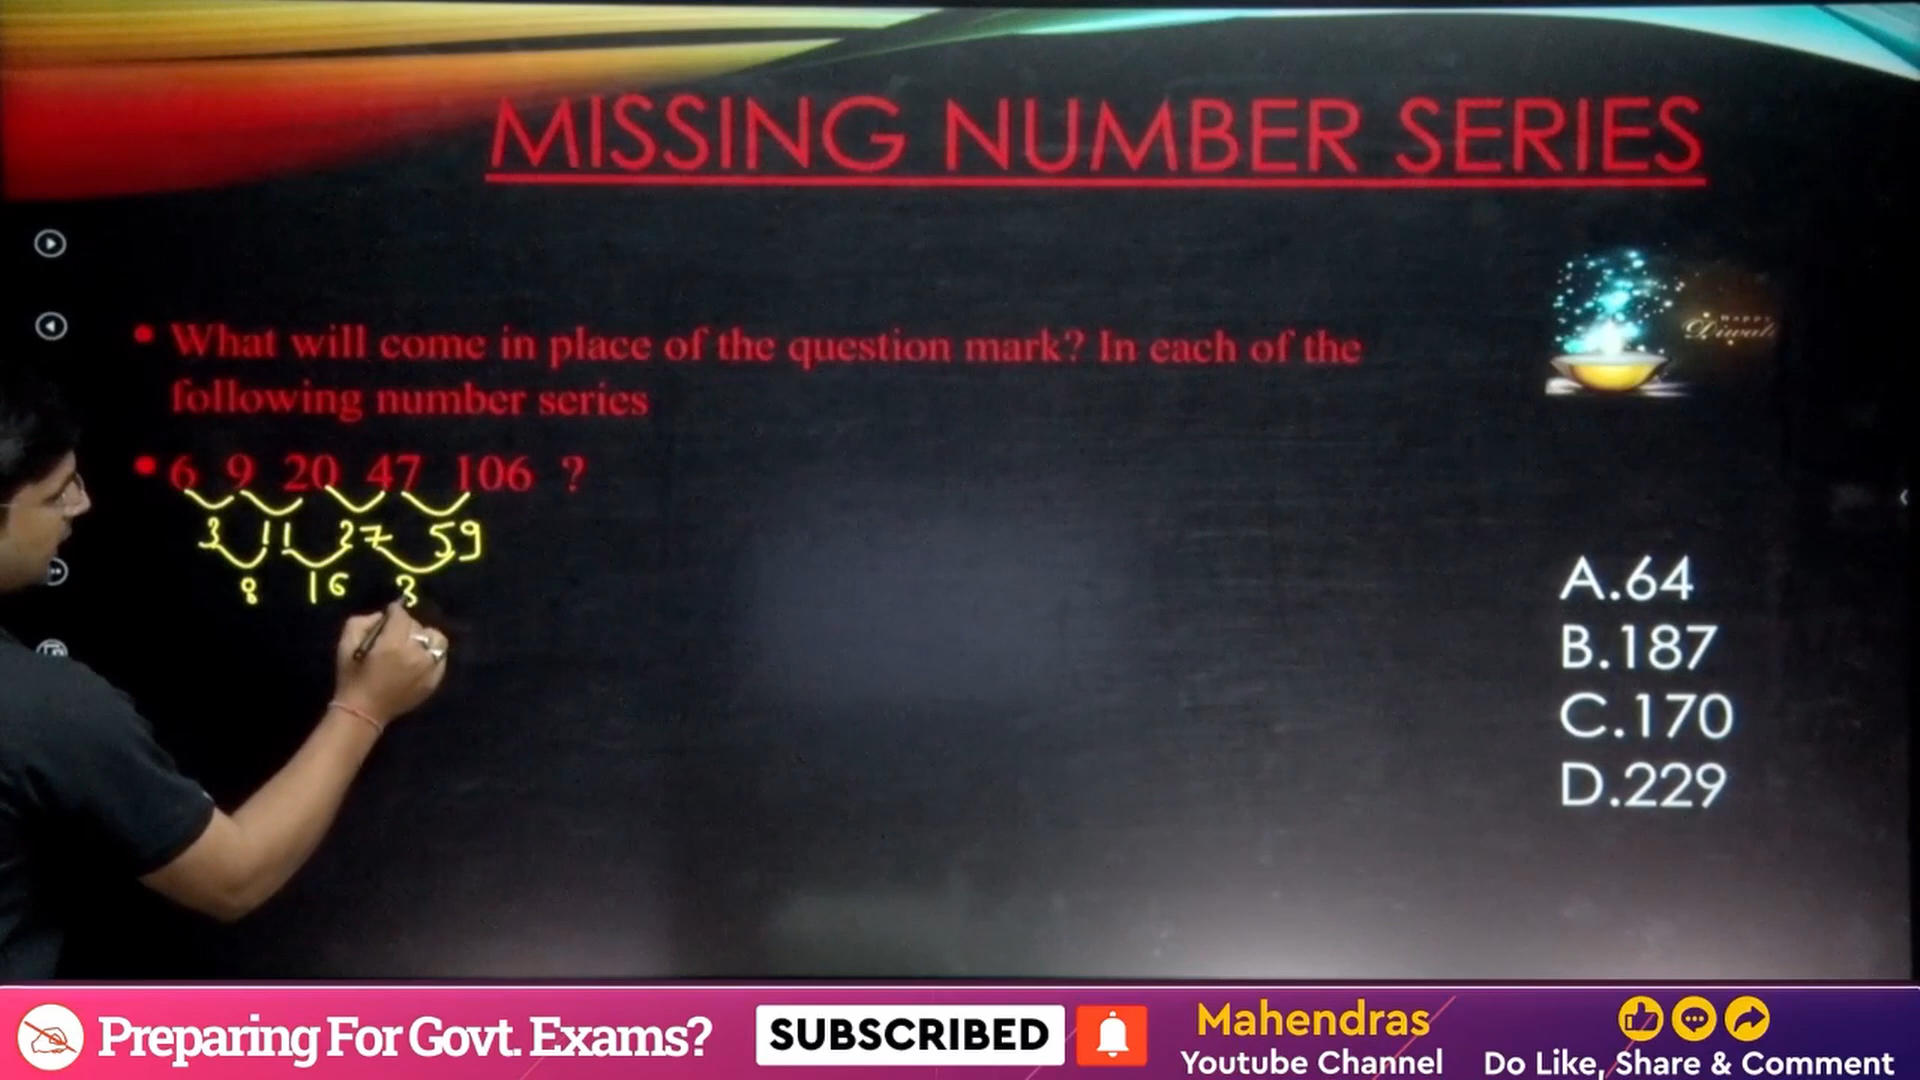 MISSING NUMBER SERIES
• What will come in place of the question mark? In each of the
following number series
• 6 9 20 47 106 ?
3 11 27 59
8 16 3
A.64
B.187
C.170
D.229
Preparing For Govt. Exams?
SUBSCRIBED
Mahendras
Youtube Channel
Do Like, Share & Comment